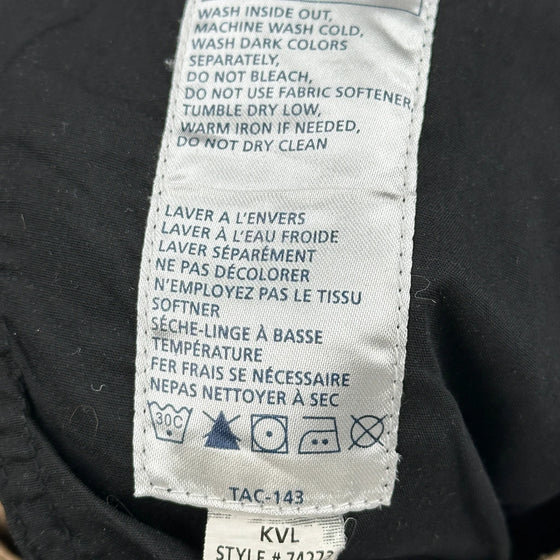 WASH INSIDE OUT,
MACHINE WASH COLD,
WASH DARK COLORS
SEPARATELY,
DO NOT BLEACH,
DO NOT USE FABRIC SOFTENER,
TUMBLE DRY LOW,
WARM IRON IF NEEDED,
DO NOT DRY CLEAN
LAVER A L'ENVERS
LAVER À L'EAU FROIDE
LAVER SÉPARÉMENT
NE PAS DÉCOLORER
N'EMPLOYEZ PAS LE TISSU
SOFTNER
SÉCHE-LINGE À BASSE
TEMPÉRATURE
FER FRAIS SE NÉCESSAIRE
NEPAS NETTOYER À SEC
30C
TAC-143
KVL
STYLE #